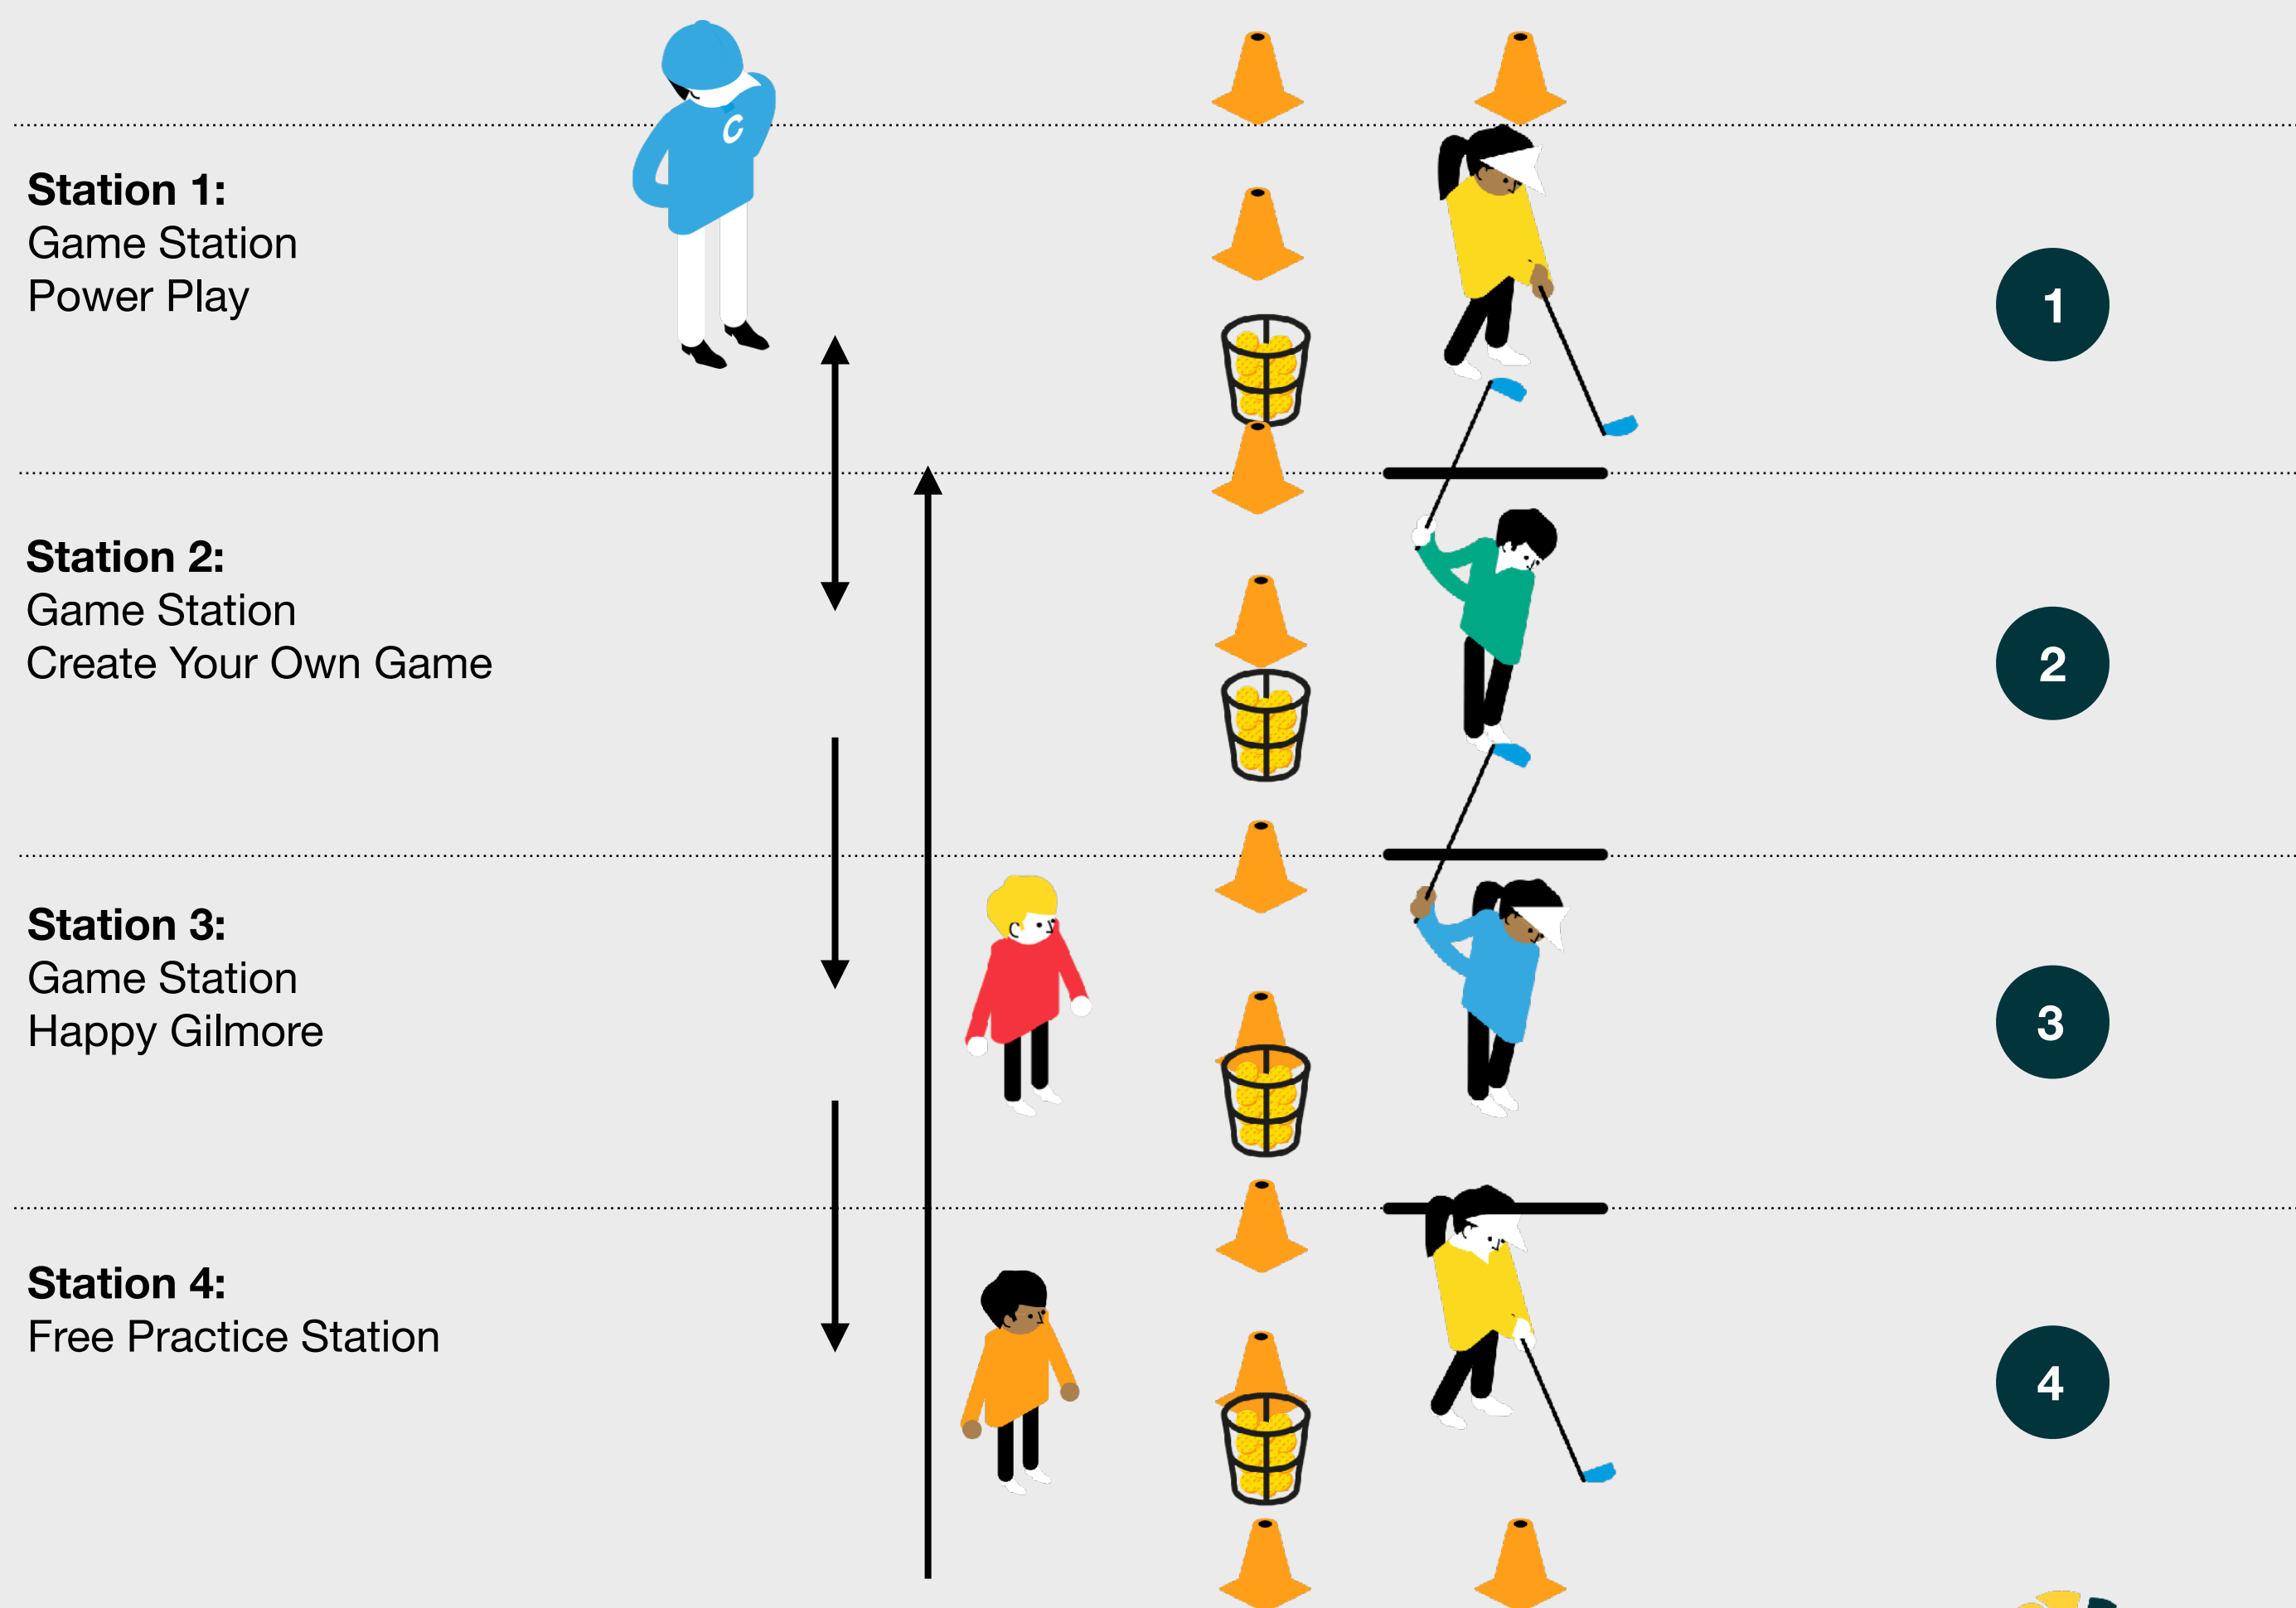 C
Station 1:
Game Station
Power Play
1
Station 2:
Game Station
Create Your Own Game
2
Station 3:
Game Station
Happy Gilmore
3
Station 4:
Free Practice Station
4